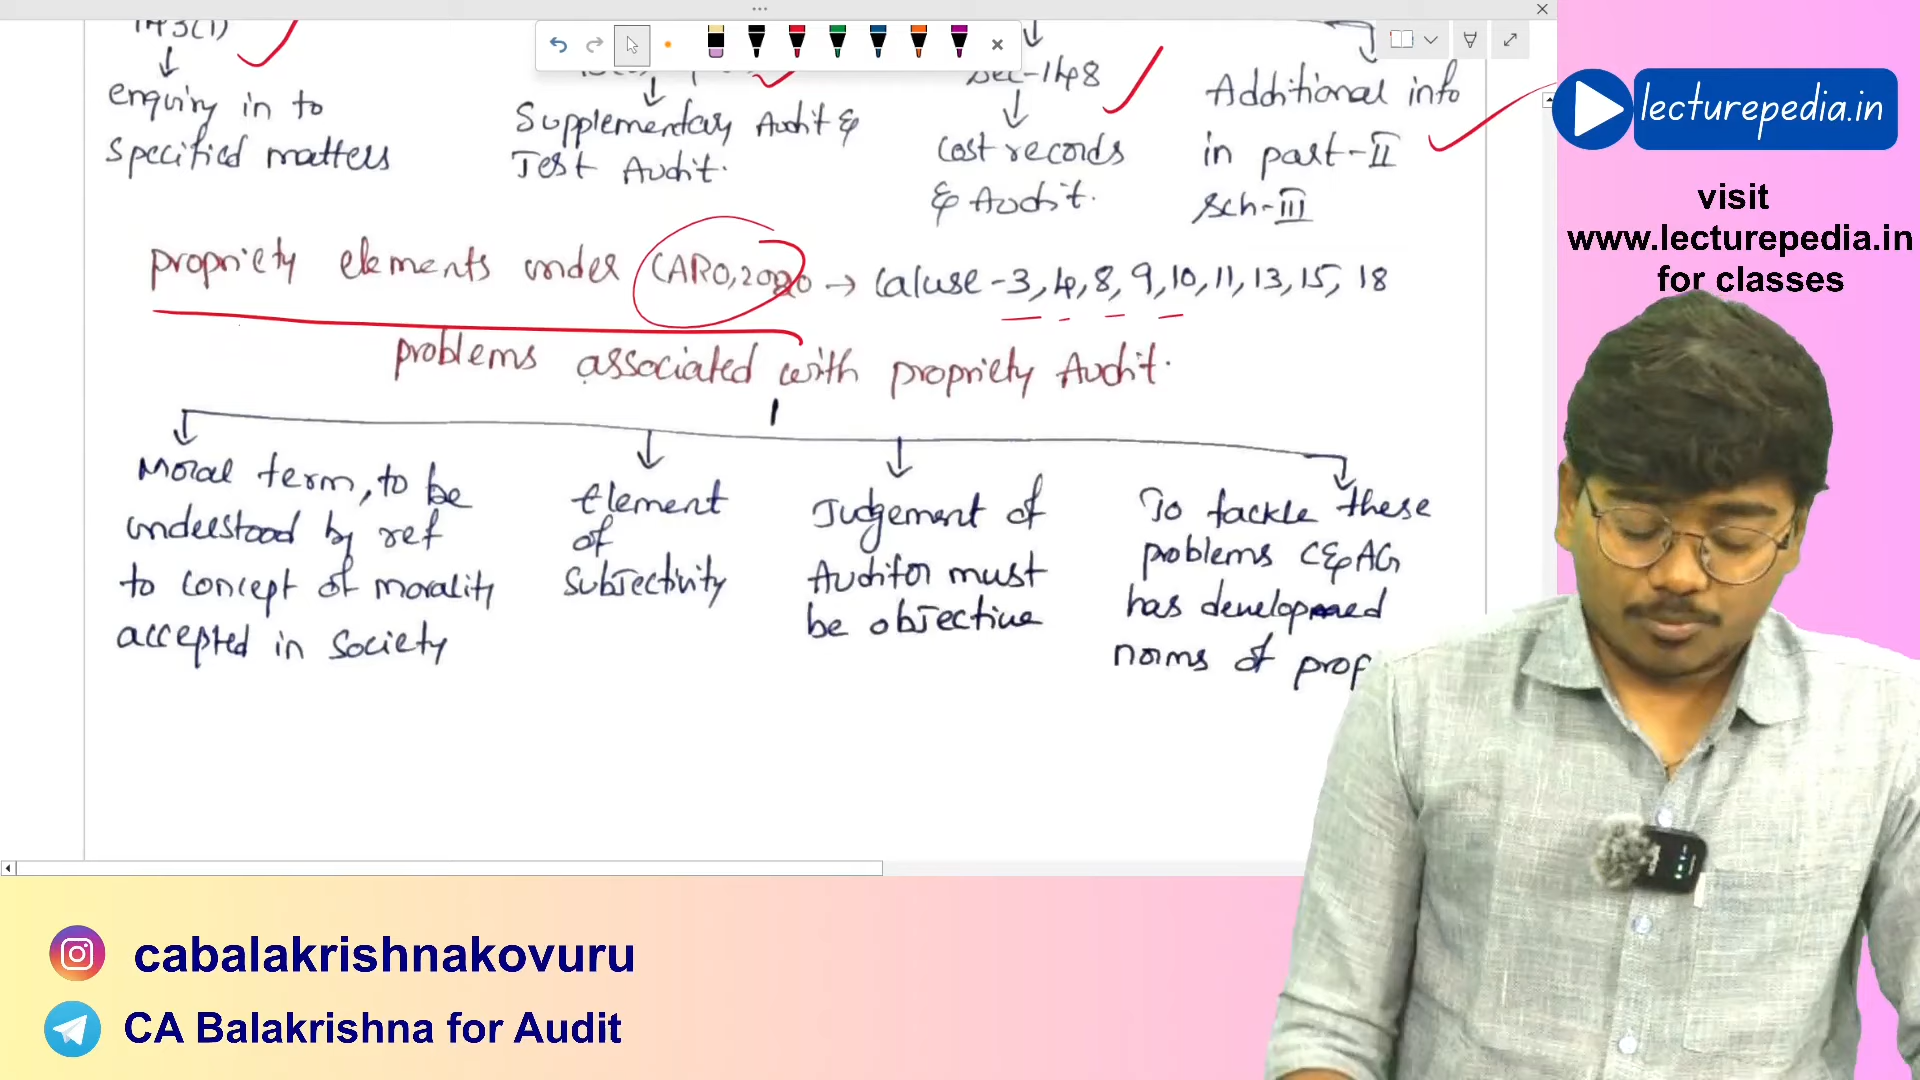 143(1)
enquiry in to
specified matters
Supplementary Audit &
Test Audit.
Sec-148
Cost records
& Audit.
Additional info
in part-II
Sch-III
lecturepedia.in
visit
www.lecturepedia.in
for classes
propriety elements under CARO,2020 → Caluse - 3, 4, 8, 9, 10, 11, 13, 15, 18
problems associated with propriety Audit.
Moral term, to be
understood by ref
to concept of morality
accepted in Society
Element
of
Subjectivity
Judgement of
Auditor must
be objective
To tackle these
problems C&AG
has developed
norms of prop
cabalakrishnakovuru
CA Balakrishna for Audit